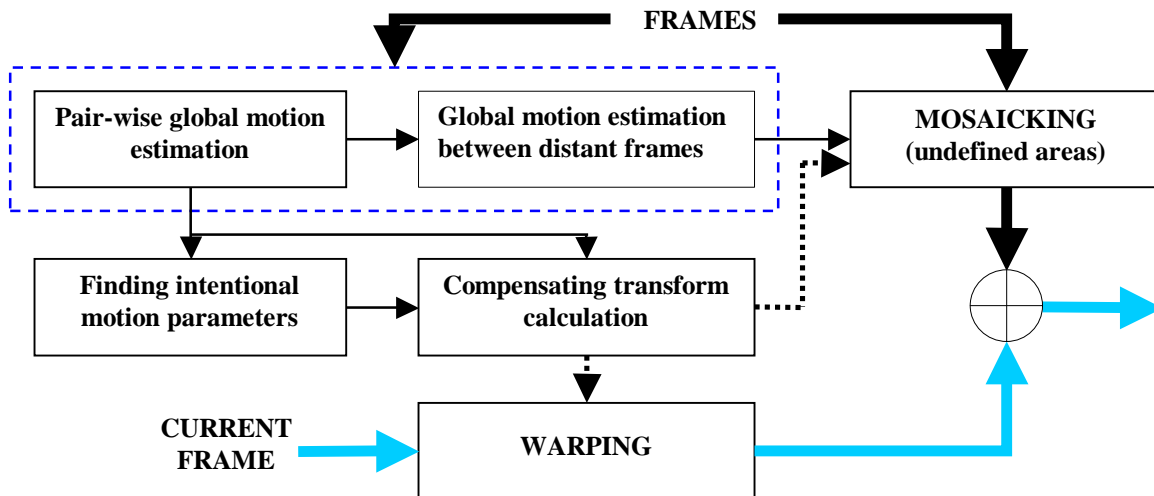 FRAMES
Pair-wise global motion
estimation
Global motion estimation
between distant frames
MOSAICKING
(undefined areas)
Finding intentional
motion parameters
Compensating transform
calculation
CURRENT
FRAME
WARPING